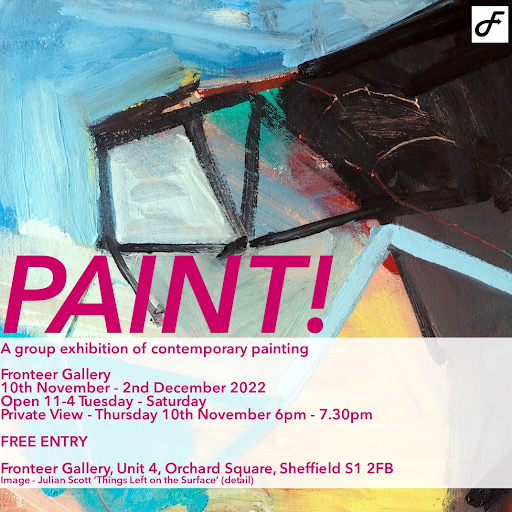 PAINT!
A group exhibition of contemporary painting
Fronteer Gallery
10th November - 2nd December 2022
Open 11-4 Tuesday - Saturday
Private View - Thursday 10th November 6pm - 7.30pm
FREE ENTRY
Fronteer Gallery, Unit 4, Orchard Square, Sheffield S1 2FB
Image - Julian Scott ‘Things Left on the Surface’ (detail)